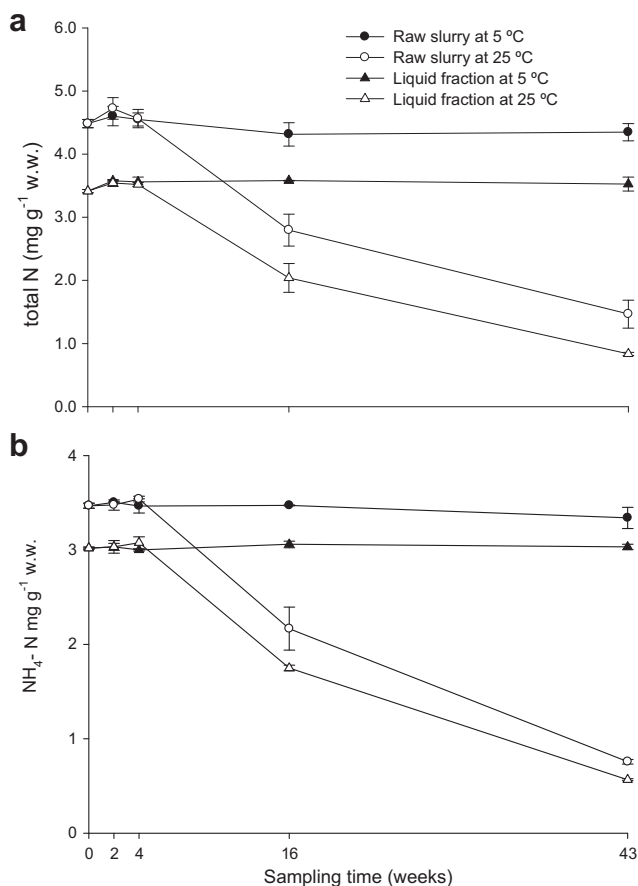 a
Raw slurry at 5 ºC
Raw slurry at 25 ºC
Liquid fraction at 5 ºC
Liquid fraction at 25 ºC
total N (mg g⁻¹ w.w.)
6.0
5.0
4.0
3.0
2.0
1.0
0.0
b
NH₄- N mg g⁻¹ w.w.
4
3
2
1
0
0 2 4 16 43
Sampling time (weeks)